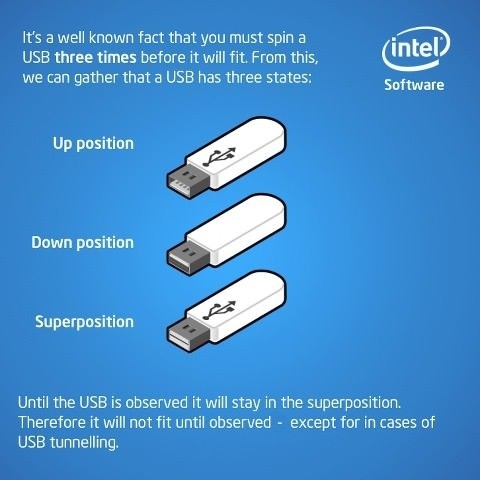 It's a well known fact that you must spin a
USB three times before it will fit. From this,
we can gather that a USB has three states:
intel
Software
Up position
Down position
Superposition
Until the USB is observed it will stay in the superposition.
Therefore it will not fit until observed - except for in cases of
USB tunnelling.